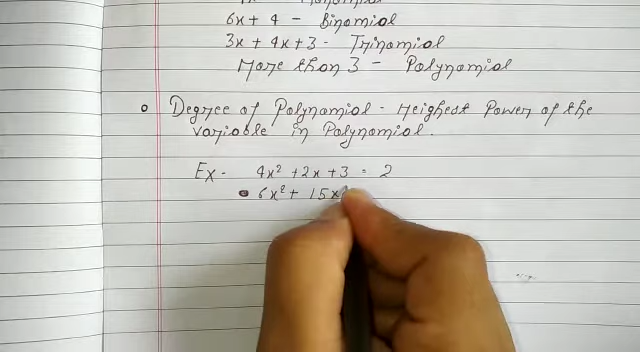 6x + 4 - Binomial
3x + 4x + 3 - Trinomial
More than 3 - Polynomial
Degree of Polynomial - Heighest Power of the
variable in Polynomial.
Ex - 4x² + 2x + 3 = 2
6x² + 15x